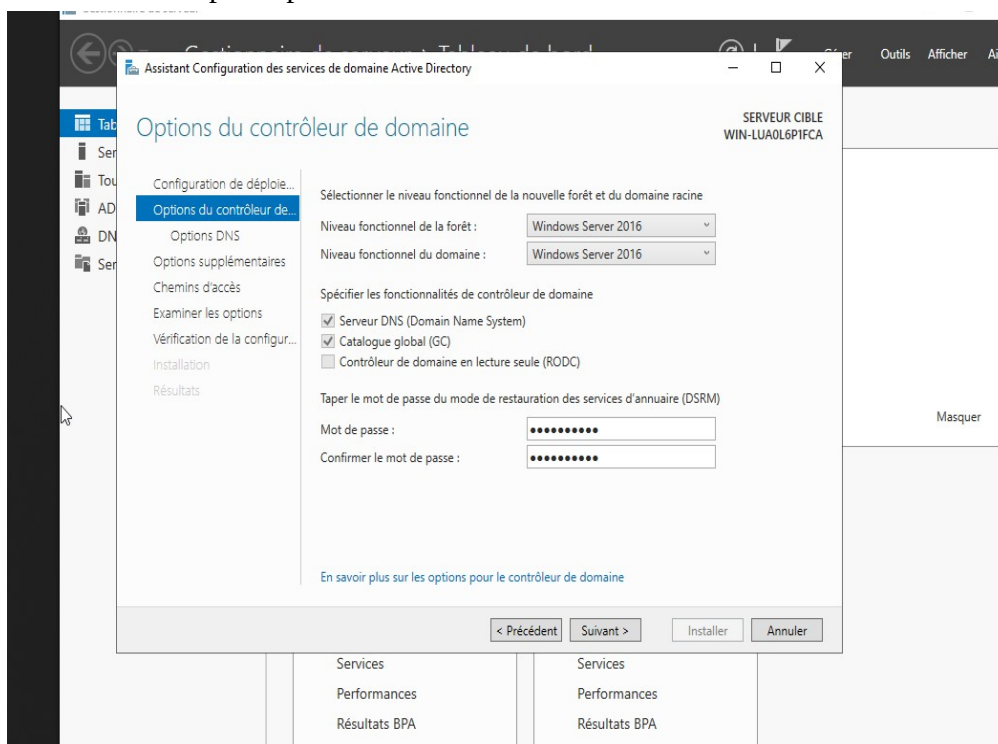 Outils Afficher
Assistant Configuration des services de domaine Active Directory
Options du contrôleur de domaine
SERVEUR CIBLE
WIN-LUA0L6P1FCA
Tab
Ser
Tou
AD
DN
Ser
Configuration de déploie...
Options du contrôleur de...
Options DNS
Options supplémentaires
Chemins d'accès
Examiner les options
Vérification de la configur...
Installation
Résultats
Sélectionner le niveau fonctionnel de la nouvelle forêt et du domaine racine
Niveau fonctionnel de la forêt : Windows Server 2016
Niveau fonctionnel du domaine : Windows Server 2016
Spécifier les fonctionnalités de contrôleur de domaine
Serveur DNS (Domain Name System)
Catalogue global (GC)
Contrôleur de domaine en lecture seule (RODC)
Taper le mot de passe du mode de restauration des services d'annuaire (DSRM)
Mot de passe : ●●●●●●●●●●
Confirmer le mot de passe : ●●●●●●●●●●
En savoir plus sur les options pour le contrôleur de domaine
< Précédent Suivant > Installer Annuler
Masquer
Services Services
Performances Performances
Résultats BPA Résultats BPA